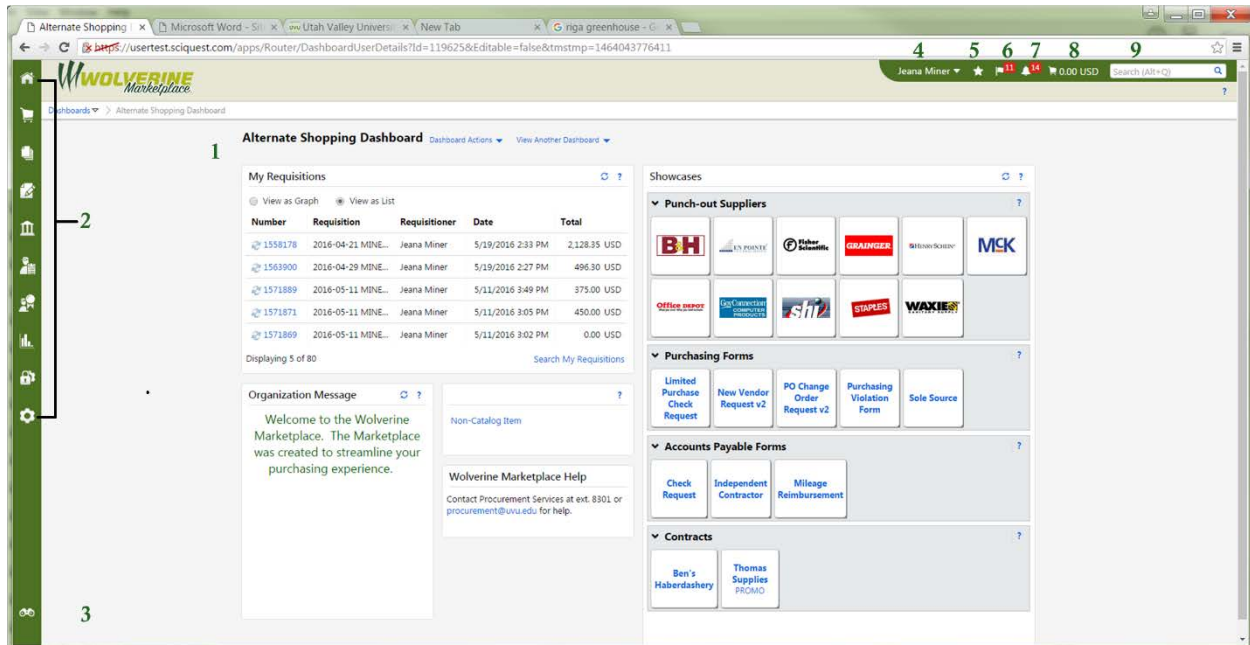 Alternate Shopping
Microsoft Word - Sil
UVU Utah Valley Universit
New Tab
G riga greenhouse - G
https://usertest.sciquest.com/apps/Router/DashboardUserDetails?Id=119625&Editable=false&tmstmp=1464043776411
4 5 6 7 8 9
WOLVERINE
Marketplace
Jeana Miner 11 14 0.00 USD Search (Alt+Q)
?
Dashboards > Alternate Shopping Dashboard
1
Alternate Shopping Dashboard Dashboard Actions View Another Dashboard
2
3
My Requisitions ?
View as Graph View as List
Number Requisition Requisitioner Date Total
1558178 2016-04-21 MINE... Jeana Miner 5/19/2016 2:33 PM 2,128.35 USD
1563900 2016-04-29 MINE... Jeana Miner 5/19/2016 2:27 PM 496.30 USD
1571889 2016-05-11 MINE... Jeana Miner 5/11/2016 3:49 PM 375.00 USD
1571871 2016-05-11 MINE... Jeana Miner 5/11/2016 3:05 PM 450.00 USD
1571869 2016-05-11 MINE... Jeana Miner 5/11/2016 3:02 PM 0.00 USD
Displaying 5 of 80 Search My Requisitions
Organization Message ?
Welcome to the Wolverine
Marketplace. The Marketplace
was created to streamline your
purchasing experience.
?
Non-Catalog Item
Wolverine Marketplace Help
Contact Procurement Services at ext. 8301 or
procurement@uvu.edu for help.
Showcases ?
Punch-out Suppliers ?
B&H
Fisher
Scientific
GRAINGER
HENRY SCHEIN
McK
Office DEPOT
GovConnection
COMPUTER
PRODUCTS
shi
STAPLES
WAXIE
SANITARY SUPPLY
Purchasing Forms ?
Limited
Purchase
Check
Request
New Vendor
Request v2
PO Change
Order
Request v2
Purchasing
Violation
Form
Sole Source
Accounts Payable Forms ?
Check
Request
Independent
Contractor
Mileage
Reimbursement
Contracts ?
Ben's
Haberdashery
Thomas
Supplies
PROMO